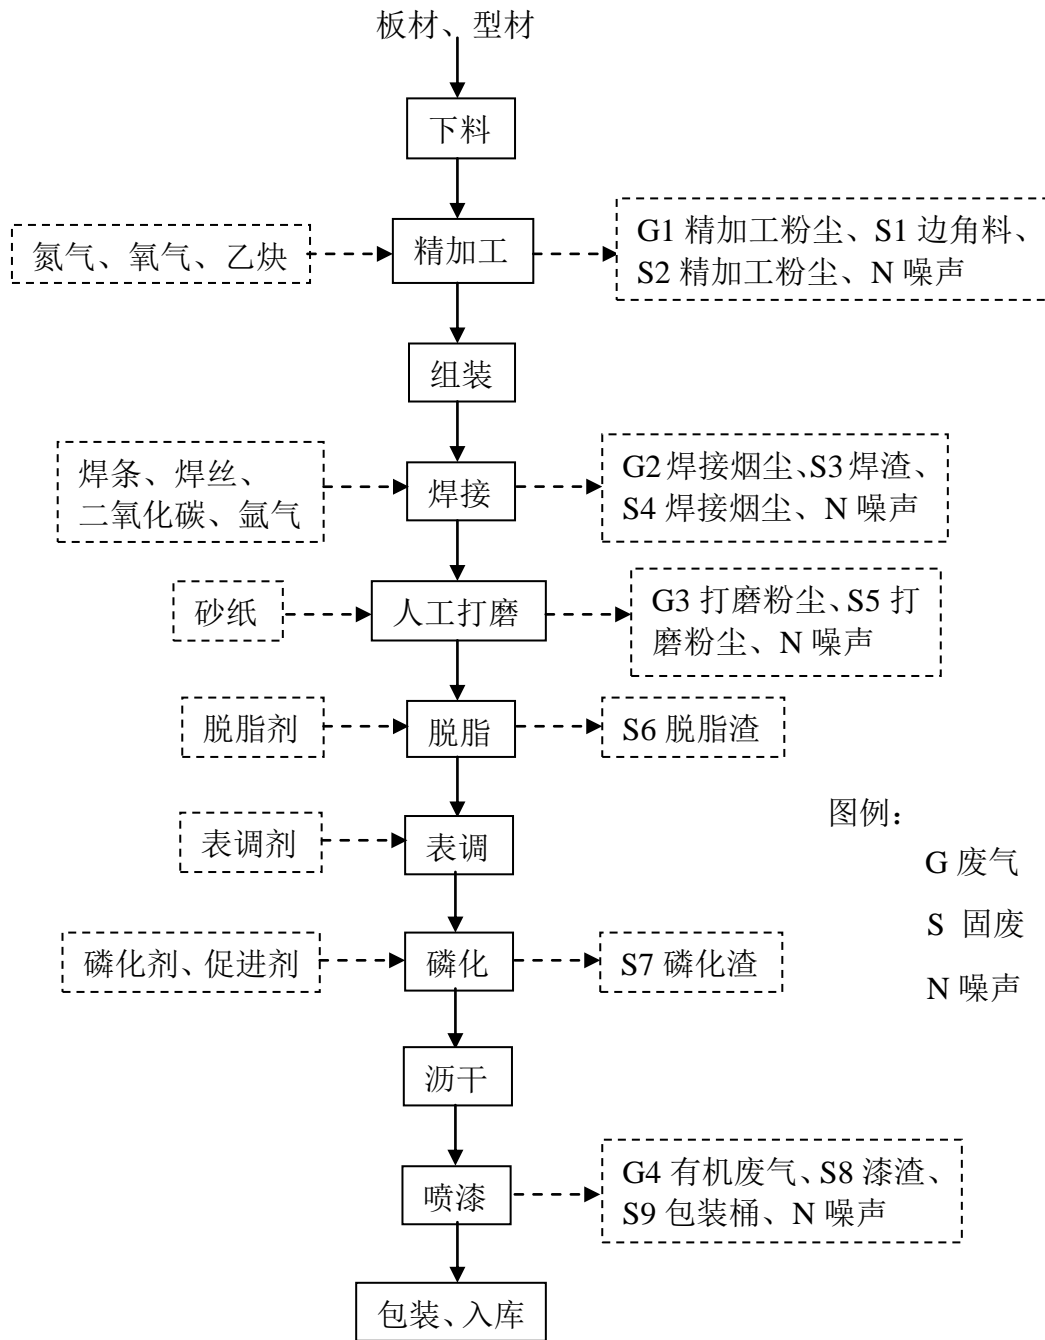 板材、型材
下料
氮气、氧气、乙炔
精加工
G1 精加工粉尘、S1 边角料、
S2 精加工粉尘、N 噪声
组装
焊条、焊丝、
二氧化碳、氩气
焊接
G2 焊接烟尘、S3 焊渣、
S4 焊接烟尘、N 噪声
砂纸
人工打磨
G3 打磨粉尘、S5 打
磨粉尘、N 噪声
脱脂剂
脱脂
S6 脱脂渣
表调剂
表调
磷化剂、促进剂
磷化
S7 磷化渣
图例：
G 废气
S 固废
N 噪声
沥干
喷漆
G4 有机废气、S8 漆渣、
S9 包装桶、N 噪声
包装、入库